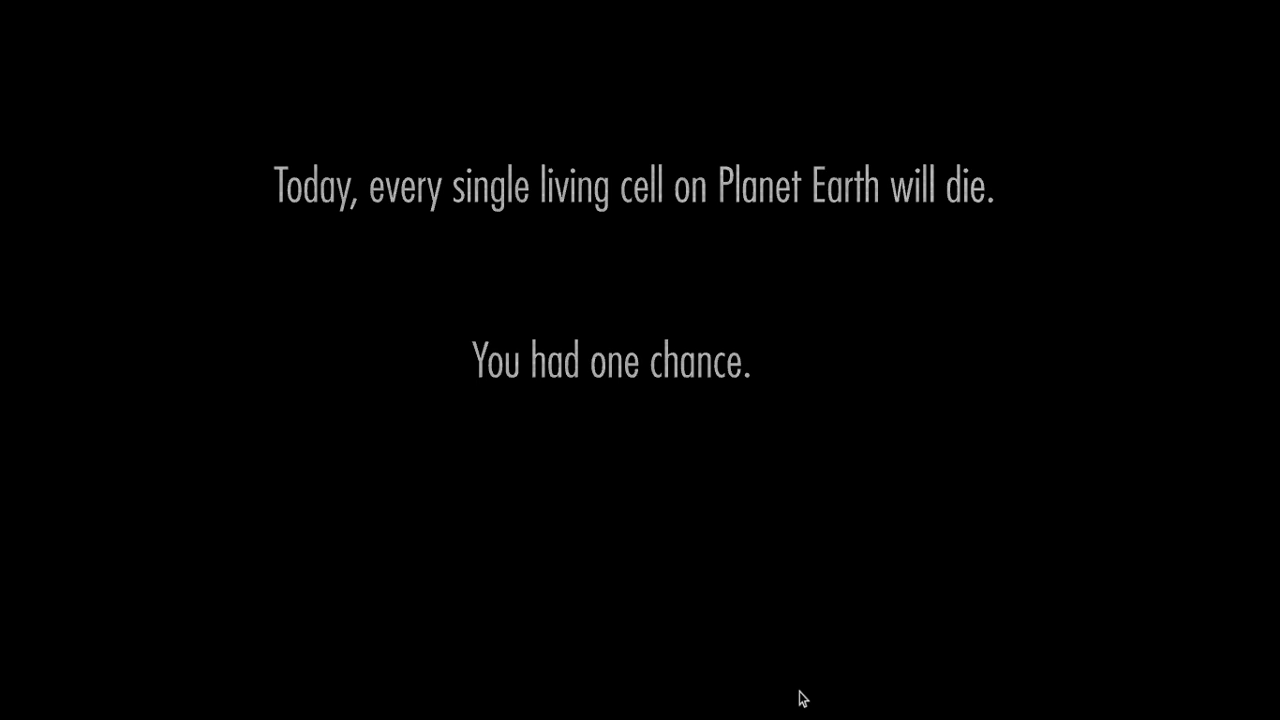 Today, every single living cell on Planet Earth will die.
You had one chance.